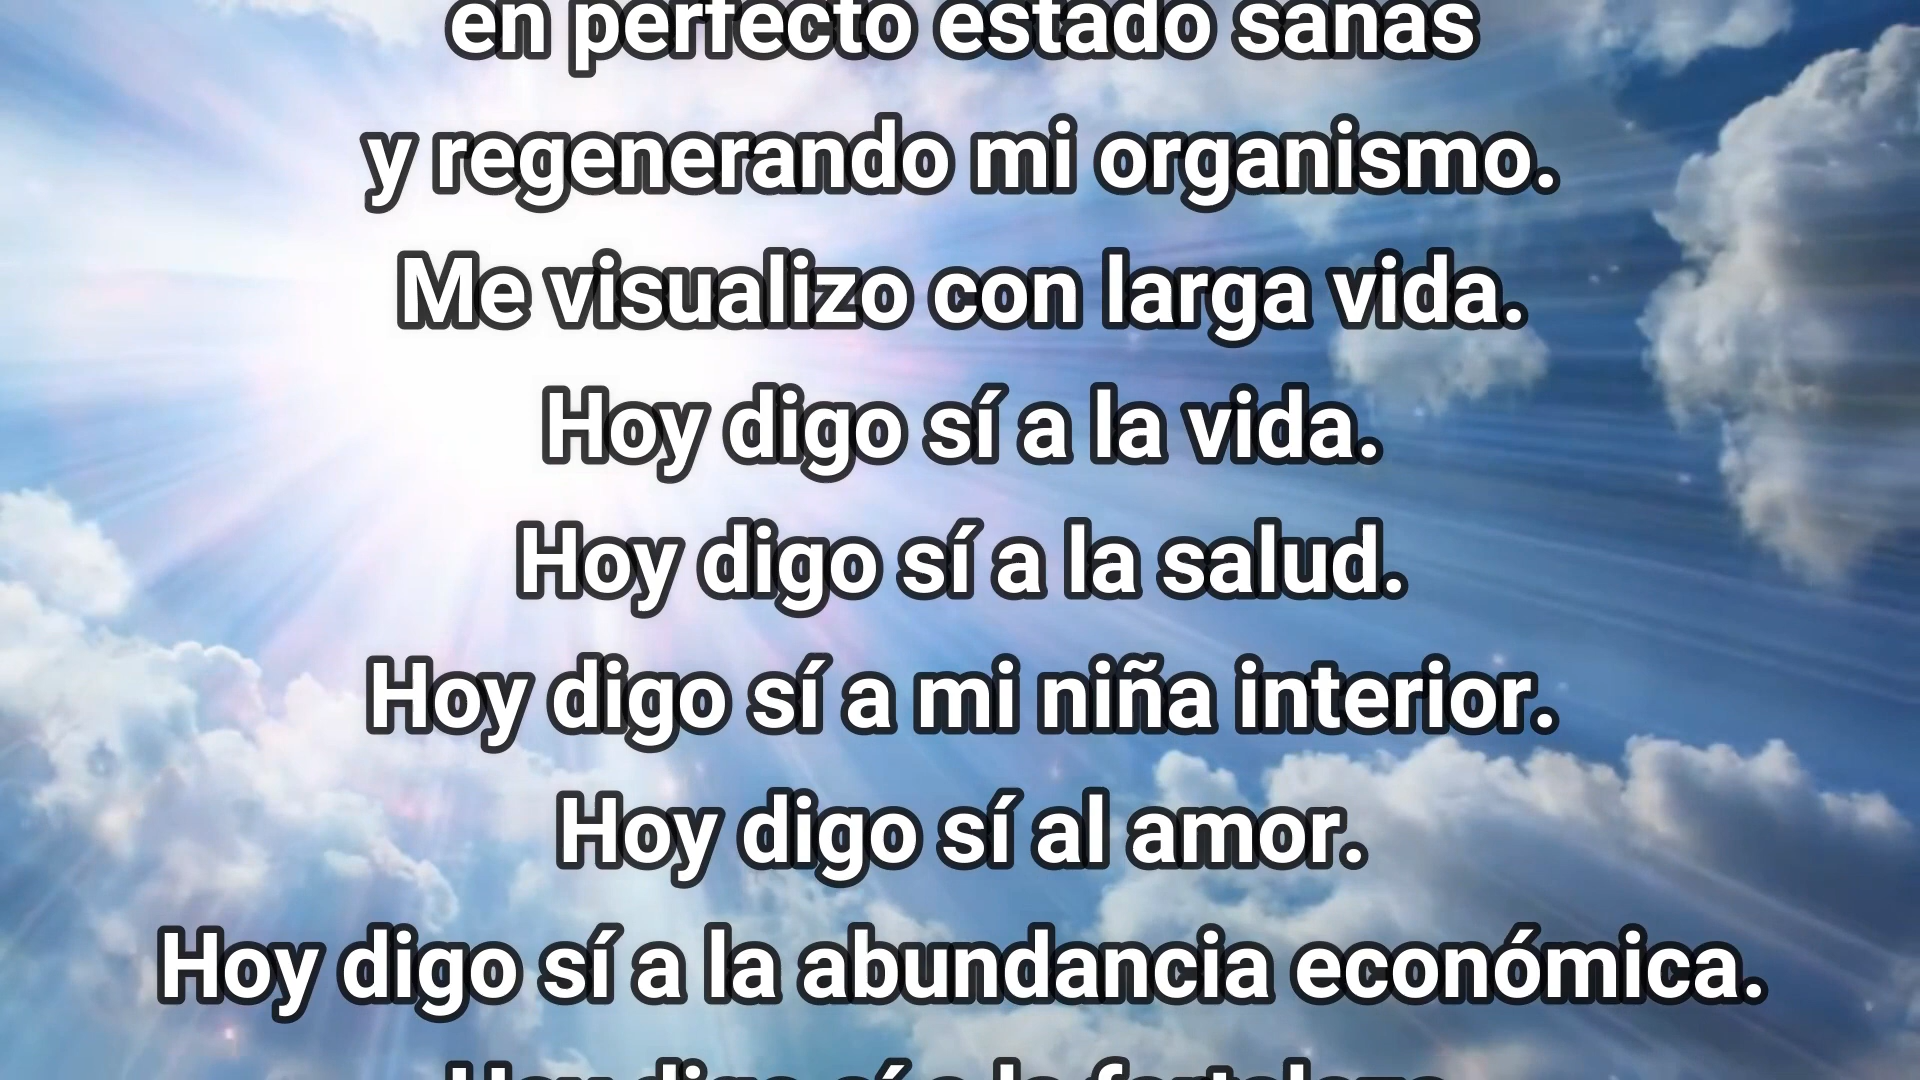 en perfecto estado sanas
y regenerando mi organismo.
Me visualizo con larga vida.
Hoy digo sí a la vida.
Hoy digo sí a la salud.
Hoy digo sí a mi niña interior.
Hoy digo sí al amor.
Hoy digo sí a la abundancia económica.
Hoy digo sí a la fortaleza